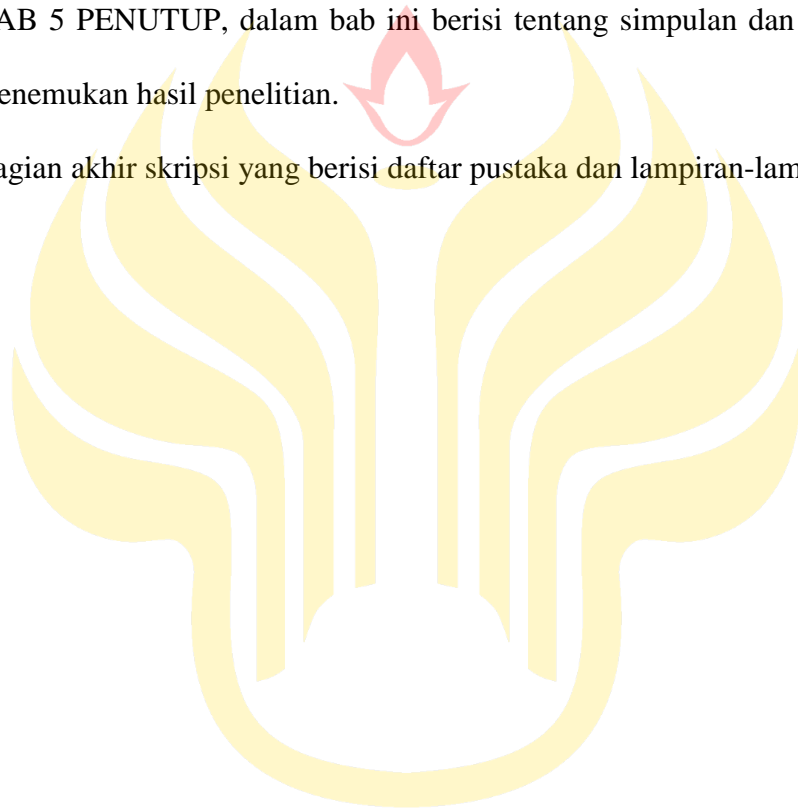 AB 5 PENUTUP, dalam bab ini berisi tentang simpulan dan
enemukan hasil penelitian.
agian akhir skripsi yang berisi daftar pustaka dan lampiran-lam